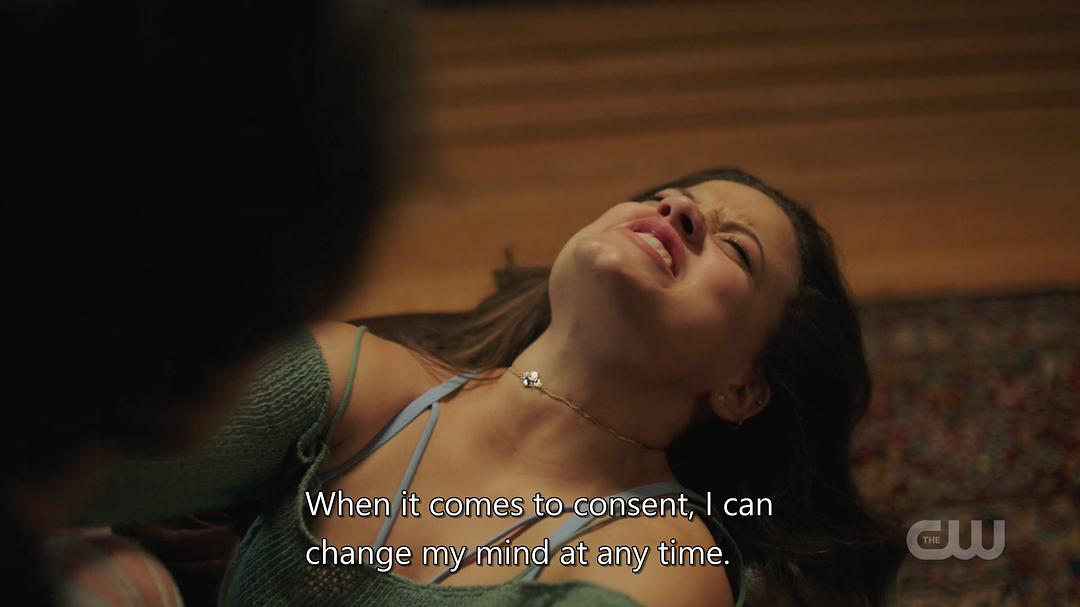 When it comes to consent, I can
change my mind at any time.
THE CW